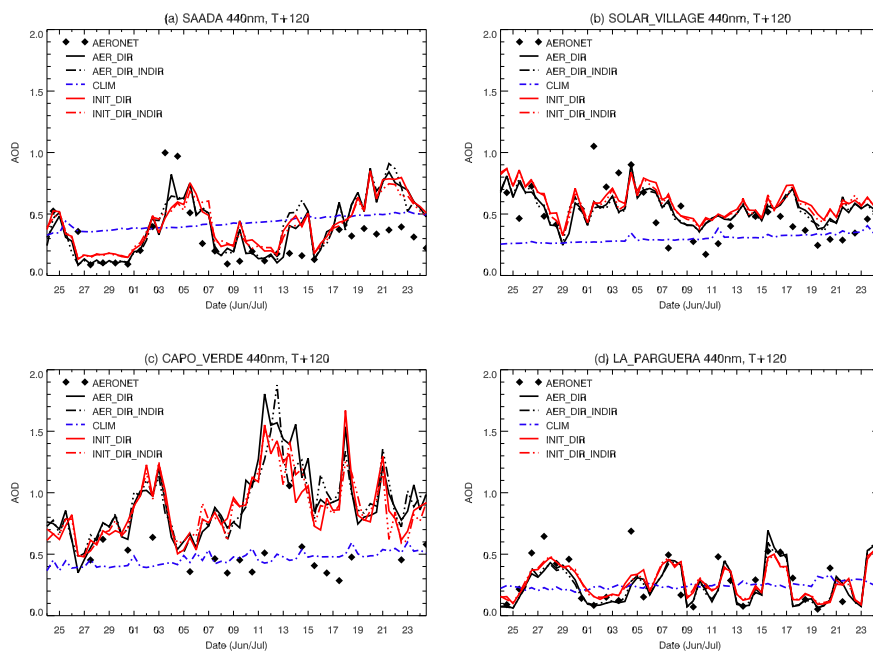 (a) SAADA 440nm, T+120
2.0
1.5
1.0
0.5
0.0
AOD
AERONET
AER_DIR
AER_DIR_INDIR
CLIM
INIT_DIR
INIT_DIR_INDIR
25 27 29 01 03 05 07 09 11 13 15 17 19 21 23
Date (Jun/Jul)
(b) SOLAR_VILLAGE 440nm, T+120
2.0
1.5
1.0
0.5
0.0
AOD
AERONET
AER_DIR
AER_DIR_INDIR
CLIM
INIT_DIR
INIT_DIR_INDIR
25 27 29 01 03 05 07 09 11 13 15 17 19 21 23
Date (Jun/Jul)
(c) CAPO_VERDE 440nm, T+120
2.0
1.5
1.0
0.5
0.0
AOD
AERONET
AER_DIR
AER_DIR_INDIR
CLIM
INIT_DIR
INIT_DIR_INDIR
25 27 29 01 03 05 07 09 11 13 15 17 19 21 23
Date (Jun/Jul)
(d) LA_PARGUERA 440nm, T+120
2.0
1.5
1.0
0.5
0.0
AOD
AERONET
AER_DIR
AER_DIR_INDIR
CLIM
INIT_DIR
INIT_DIR_INDIR
25 27 29 01 03 05 07 09 11 13 15 17 19 21 23
Date (Jun/Jul)